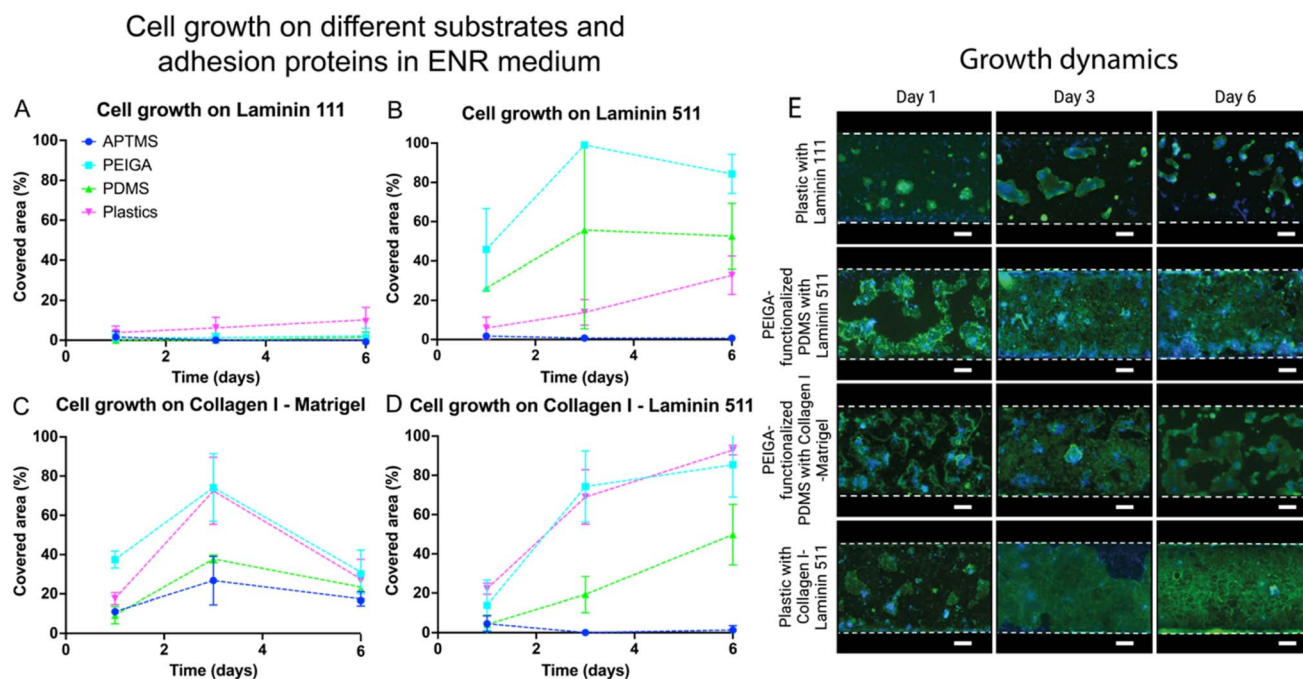 Cell growth on different substrates and
adhesion proteins in ENR medium
Growth dynamics
A
Cell growth on Laminin 111
Covered area (%)
100
80
60
40
20
0
0
2
4
6
Time (days)
APTMS
PEIGA
PDMS
Plastics
B
Cell growth on Laminin 511
Covered area (%)
100
80
60
40
20
0
0
2
4
6
Time (days)
C
Cell growth on Collagen I - Matrigel
Covered area (%)
100
80
60
40
20
0
0
2
4
6
Time (days)
D
Cell growth on Collagen I - Laminin 511
Covered area (%)
100
80
60
40
20
0
0
2
4
6
Time (days)
E
Day 1
Day 3
Day 6
Plastic with
Laminin 111
PEIGA-
functionalized
PDMS with
Laminin 511
PEIGA-
functionalized
PDMS with Collagen I
-Matrigel
Plastic with
Collagen I-
Laminin 511